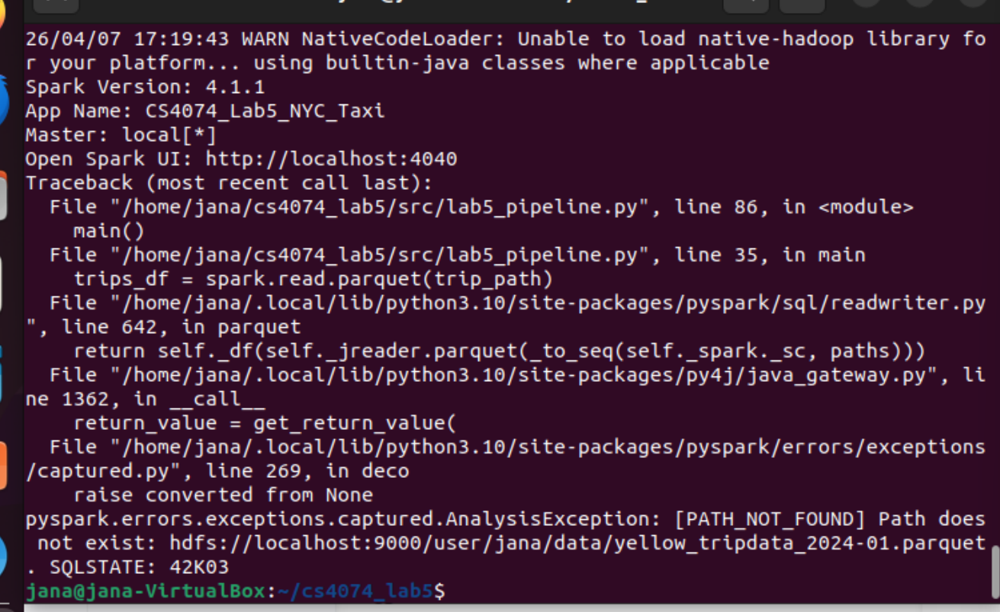 26/04/07 17:19:43 WARN NativeCodeLoader: Unable to load native-hadoop library fo
r your platform... using builtin-java classes where applicable
Spark Version: 4.1.1
App Name: CS4074_Lab5_NYC_Taxi
Master: local[*]
Open Spark UI: http://localhost:4040
Traceback (most recent call last):
  File "/home/jana/cs4074_lab5/src/lab5_pipeline.py", line 86, in <module>
    main()
  File "/home/jana/cs4074_lab5/src/lab5_pipeline.py", line 35, in main
    trips_df = spark.read.parquet(trip_path)
  File "/home/jana/.local/lib/python3.10/site-packages/pyspark/sql/readwriter.py
", line 642, in parquet
    return self._df(self._jreader.parquet(_to_seq(self._spark._sc, paths)))
  File "/home/jana/.local/lib/python3.10/site-packages/py4j/java_gateway.py", li
ne 1362, in __call__
    return_value = get_return_value(
  File "/home/jana/.local/lib/python3.10/site-packages/pyspark/errors/exceptions
/captured.py", line 269, in deco
    raise converted from None
pyspark.errors.exceptions.captured.AnalysisException: [PATH_NOT_FOUND] Path does
 not exist: hdfs://localhost:9000/user/jana/data/yellow_tripdata_2024-01.parquet
. SQLSTATE: 42K03
jana@jana-VirtualBox:~/cs4074_lab5$